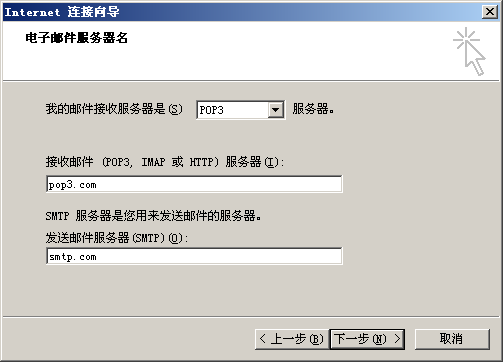 Internet 连接向导
电子邮件服务器名
我的邮件接收服务器是(S) POP3 服务器。
接收邮件 (POP3, IMAP 或 HTTP) 服务器(I):
pop3.com
SMTP 服务器是您用来发送邮件的服务器。
发送邮件服务器(SMTP)(O):
smtp.com
< 上一步(B) 下一步(N) > 取消